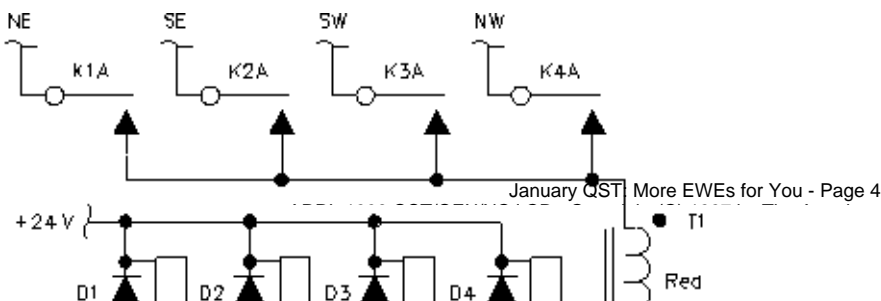 NE SE SW NW
K1A K2A K3A K4A
January QST: More EWEs for You - Page 4
+24V T1
Red
D1 D2 D3 D4